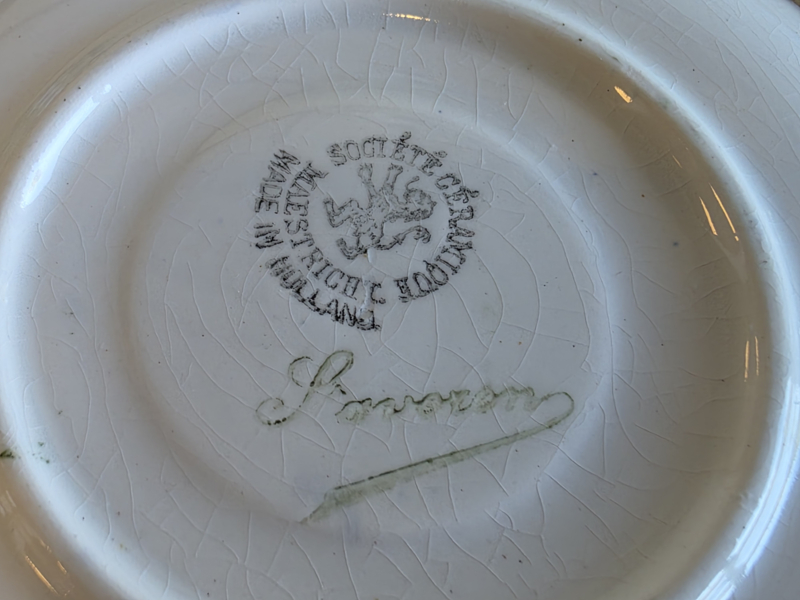 SOCIÉTÉ CÉRAMIQUE
MAESTRICHT
MADE IN HOLLAND